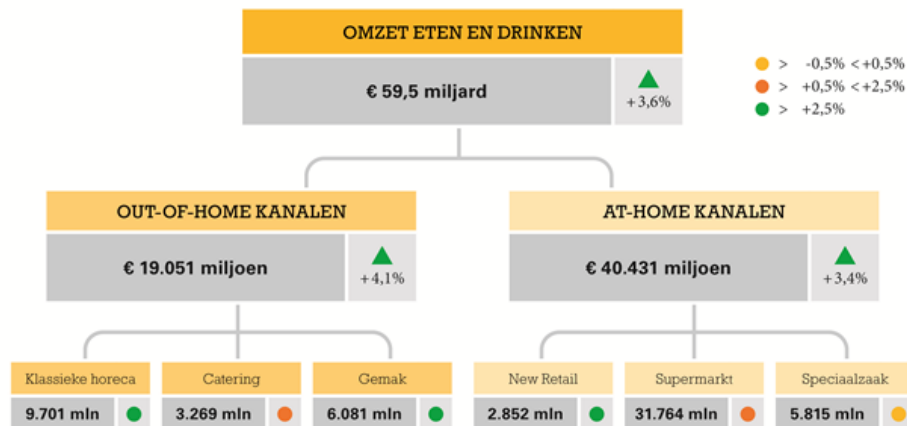 OMZET ETEN EN DRINKEN
€ 59,5 miljard
+3,6%
> -0,5% <+0,5%
> +0,5% <+2,5%
> +2,5%
OUT-OF-HOME KANALEN
€ 19.051 miljoen
+4,1%
AT-HOME KANALEN
€ 40.431 miljoen
+3,4%
Klassieke horeca
9.701 mln
Catering
3.269 mln
Gemak
6.081 mln
New Retail
2.852 mln
Supermarkt
31.764 mln
Speciaalzaak
5.815 mln